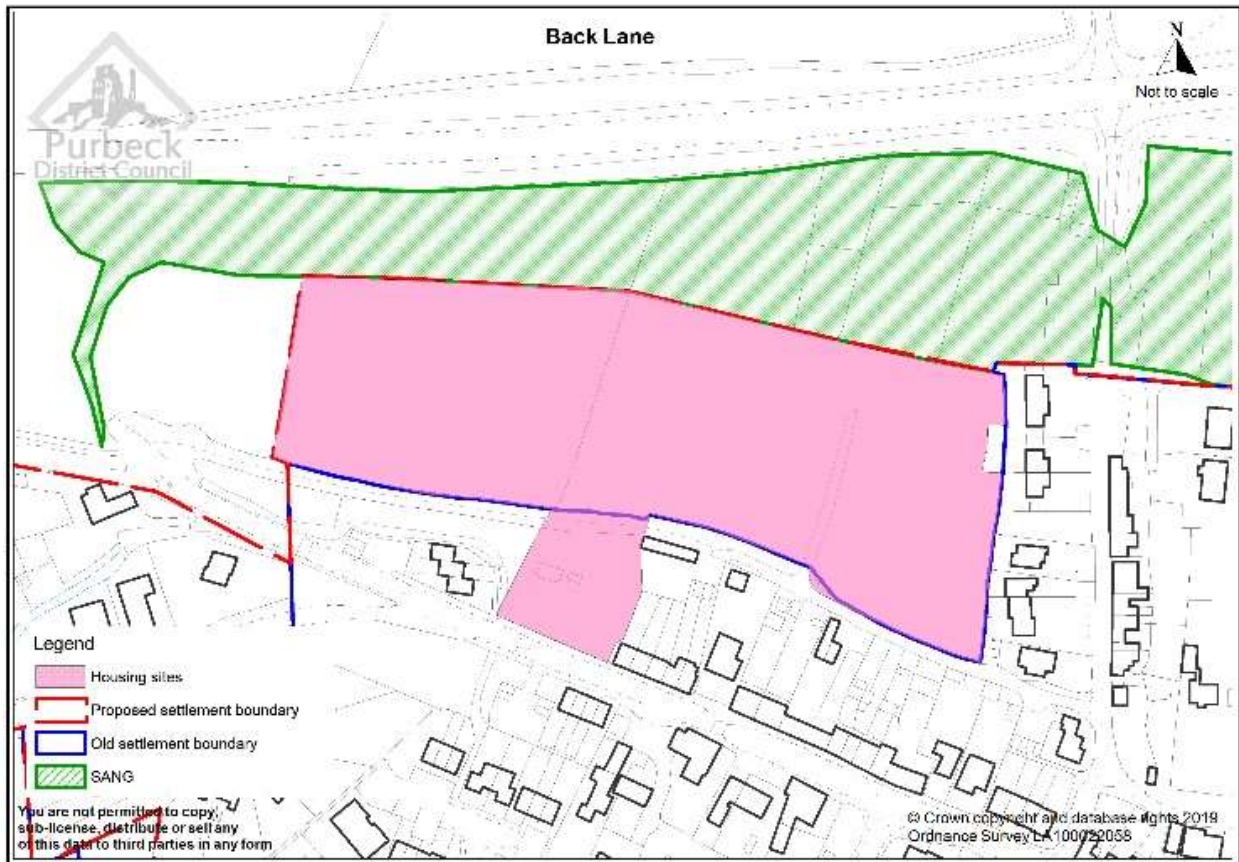 Back Lane
N
Not to scale
Purbeck
District Council
Legend
Housing sites
Proposed settlement boundary
Old settlement boundary
SANG
You are not permitted to copy,
sub-license, distribute or sell any
of this data to third parties in any form
© Crown copyright and database rights 2019
Ordnance Survey LA100022058